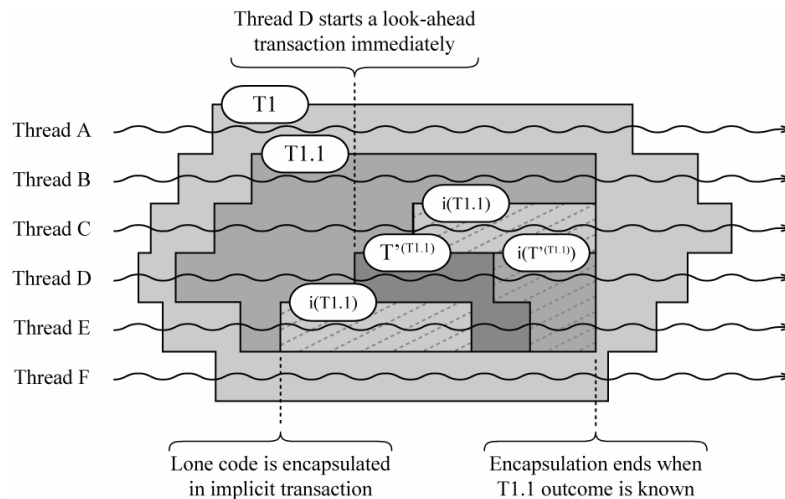 Thread D starts a look-ahead
transaction immediately
T1
Thread A
T1.1
Thread B
i(T1.1)
Thread C
T’(T1.1)
i(T’(T1.1))
Thread D
i(T1.1)
Thread E
Thread F
Lone code is encapsulated
in implicit transaction
Encapsulation ends when
T1.1 outcome is known